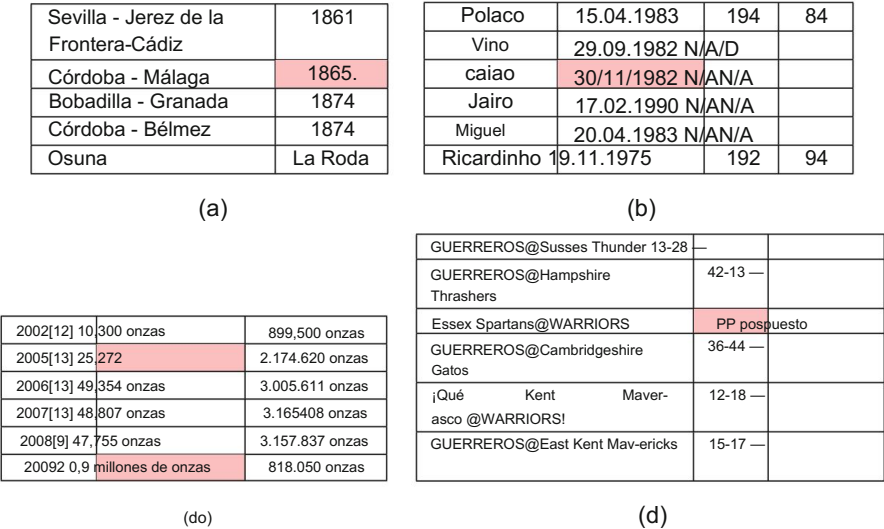 Sevilla - Jerez de la 1861
Frontera-Cádiz
Córdoba - Málaga 1865.
Bobadilla - Granada 1874
Córdoba - Bélmez 1874
Osuna La Roda
(a)
Polaco 15.04.1983 194 84
Vino 29.09.1982 N/A/D
caiao 30/11/1982 N/AN/A
Jairo 17.02.1990 N/AN/A
Miguel 20.04.1983 N/AN/A
Ricardinho 19.11.1975 192 94
(b)
2002[12] 10,300 onzas 899,500 onzas
2005[13] 25,272 2.174.620 onzas
2006[13] 49,354 onzas 3.005.611 onzas
2007[13] 48,807 onzas 3.165408 onzas
2008[9] 47,755 onzas 3.157.837 onzas
20092 0,9 millones de onzas 818.050 onzas
(do)
GUERREROS@Susses Thunder 13-28 —
GUERREROS@Hampshire 42-13 —
Thrashers
Essex Spartans@WARRIORS PP pospuesto
GUERREROS@Cambridgeshire 36-44 —
Gatos
¡Qué Kent Maver- 12-18 —
asco @WARRIORS!
GUERREROS@East Kent Mav-ericks 15-17 —
(d)